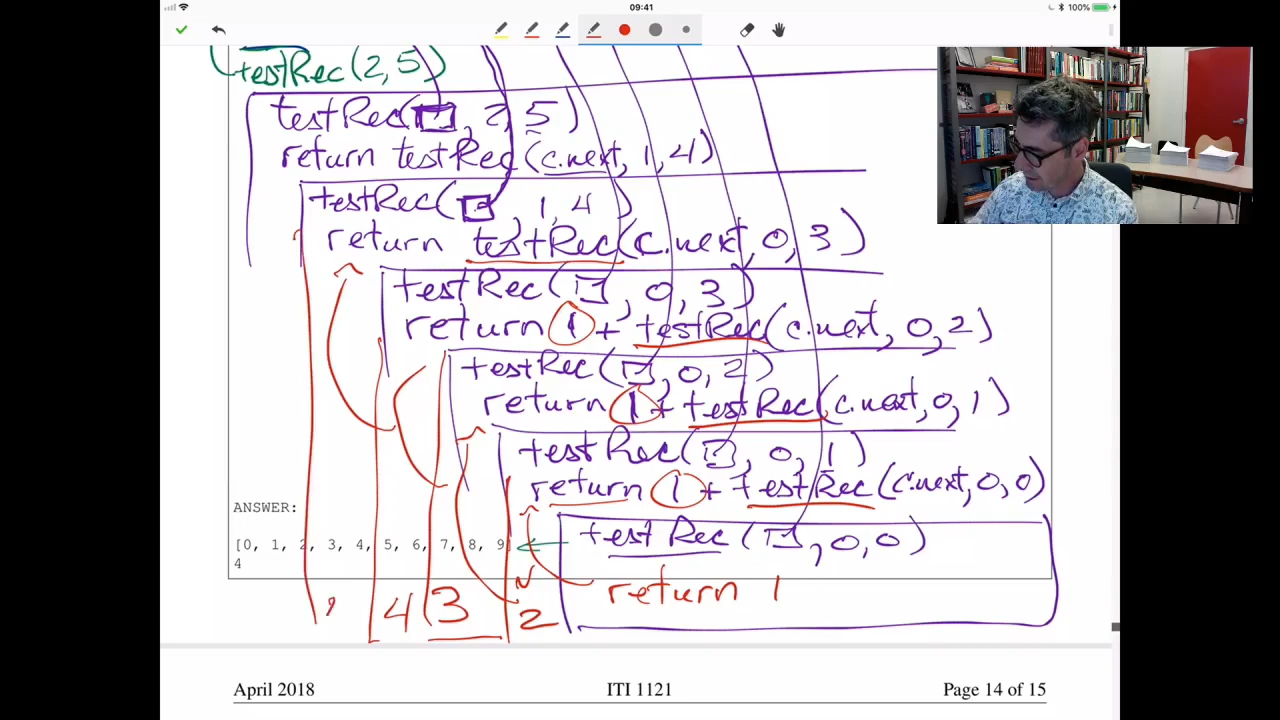 09:41
100%
testRec(2,5)
testRec( , 2, 5)
return testRec(c.next, 1, 4)
testRec( , 1, 4)
return testRec(c.next, 0, 3)
testRec( , 0, 3)
return 1 + testRec(c.next, 0, 2)
testRec( , 0, 2)
return 1 + testRec(c.next, 0, 1)
testRec( , 0, 1)
return 1 + testRec(c.next, 0, 0)
ANSWER:
testRec( , 0, 0)
[0, 1, 2, 3, 4, 5, 6, 7, 8, 9]
4
return 1
4 3 2
April 2018 ITI 1121 Page 14 of 15